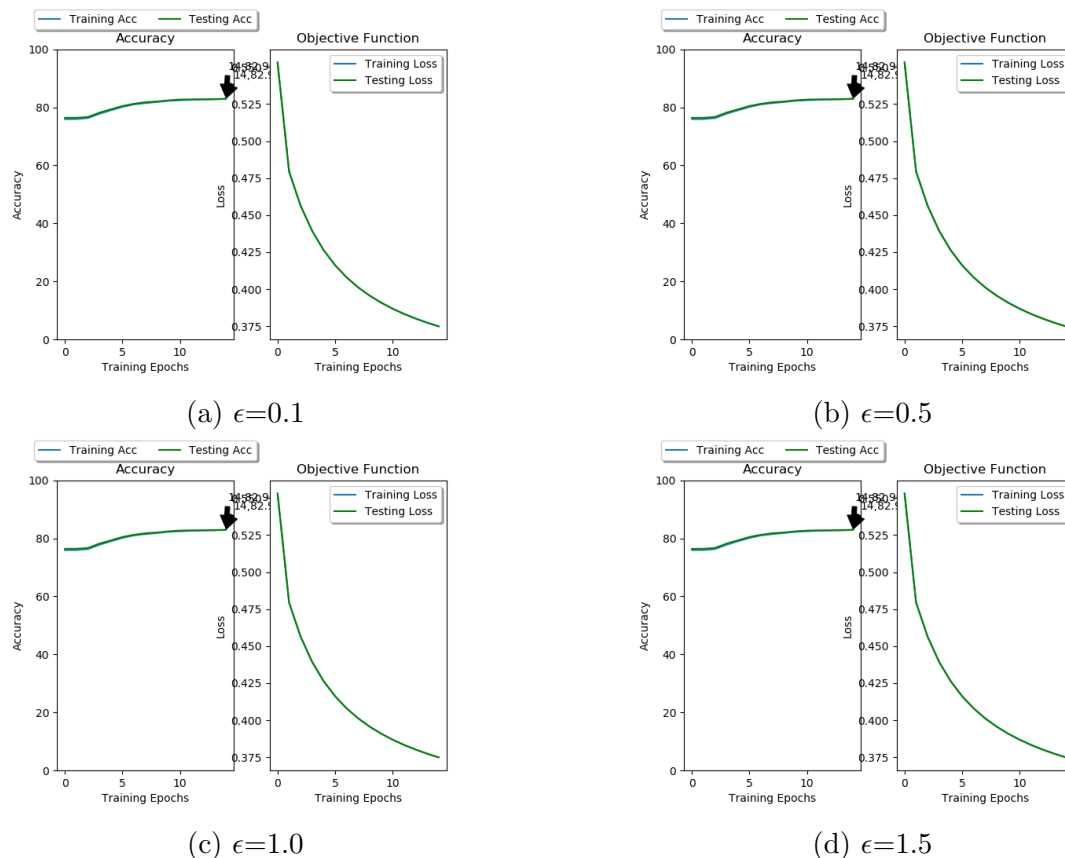 Training Acc Testing Acc
Accuracy Objective Function
Training Loss
Testing Loss
100
80
60
40
20
0
Accuracy
Loss
0.525
0.500
0.475
0.450
0.425
0.400
0.375
0 5 10 0 5 10
Training Epochs Training Epochs
(a) ϵ=0.1
Training Acc Testing Acc
Accuracy Objective Function
Training Loss
Testing Loss
100
80
60
40
20
0
Accuracy
Loss
0.525
0.500
0.475
0.450
0.425
0.400
0.375
0 5 10 0 5 10
Training Epochs Training Epochs
(b) ϵ=0.5
Training Acc Testing Acc
Accuracy Objective Function
Training Loss
Testing Loss
100
80
60
40
20
0
Accuracy
Loss
0.525
0.500
0.475
0.450
0.425
0.400
0.375
0 5 10 0 5 10
Training Epochs Training Epochs
(c) ϵ=1.0
Training Acc Testing Acc
Accuracy Objective Function
Training Loss
Testing Loss
100
80
60
40
20
0
Accuracy
Loss
0.525
0.500
0.475
0.450
0.425
0.400
0.375
0 5 10 0 5 10
Training Epochs Training Epochs
(d) ϵ=1.5